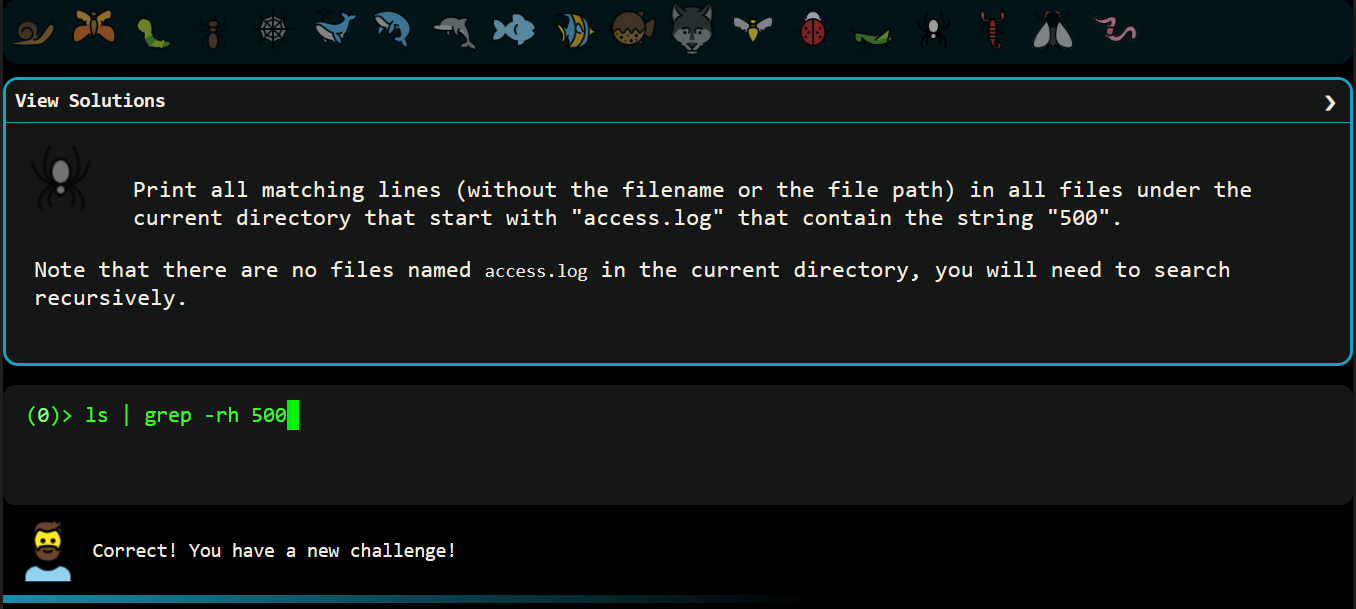 View Solutions
Print all matching lines (without the filename or the file path) in all files under the
current directory that start with "access.log" that contain the string "500".
Note that there are no files named access.log in the current directory, you will need to search
recursively.
(0)> ls | grep -rh 500
Correct! You have a new challenge!